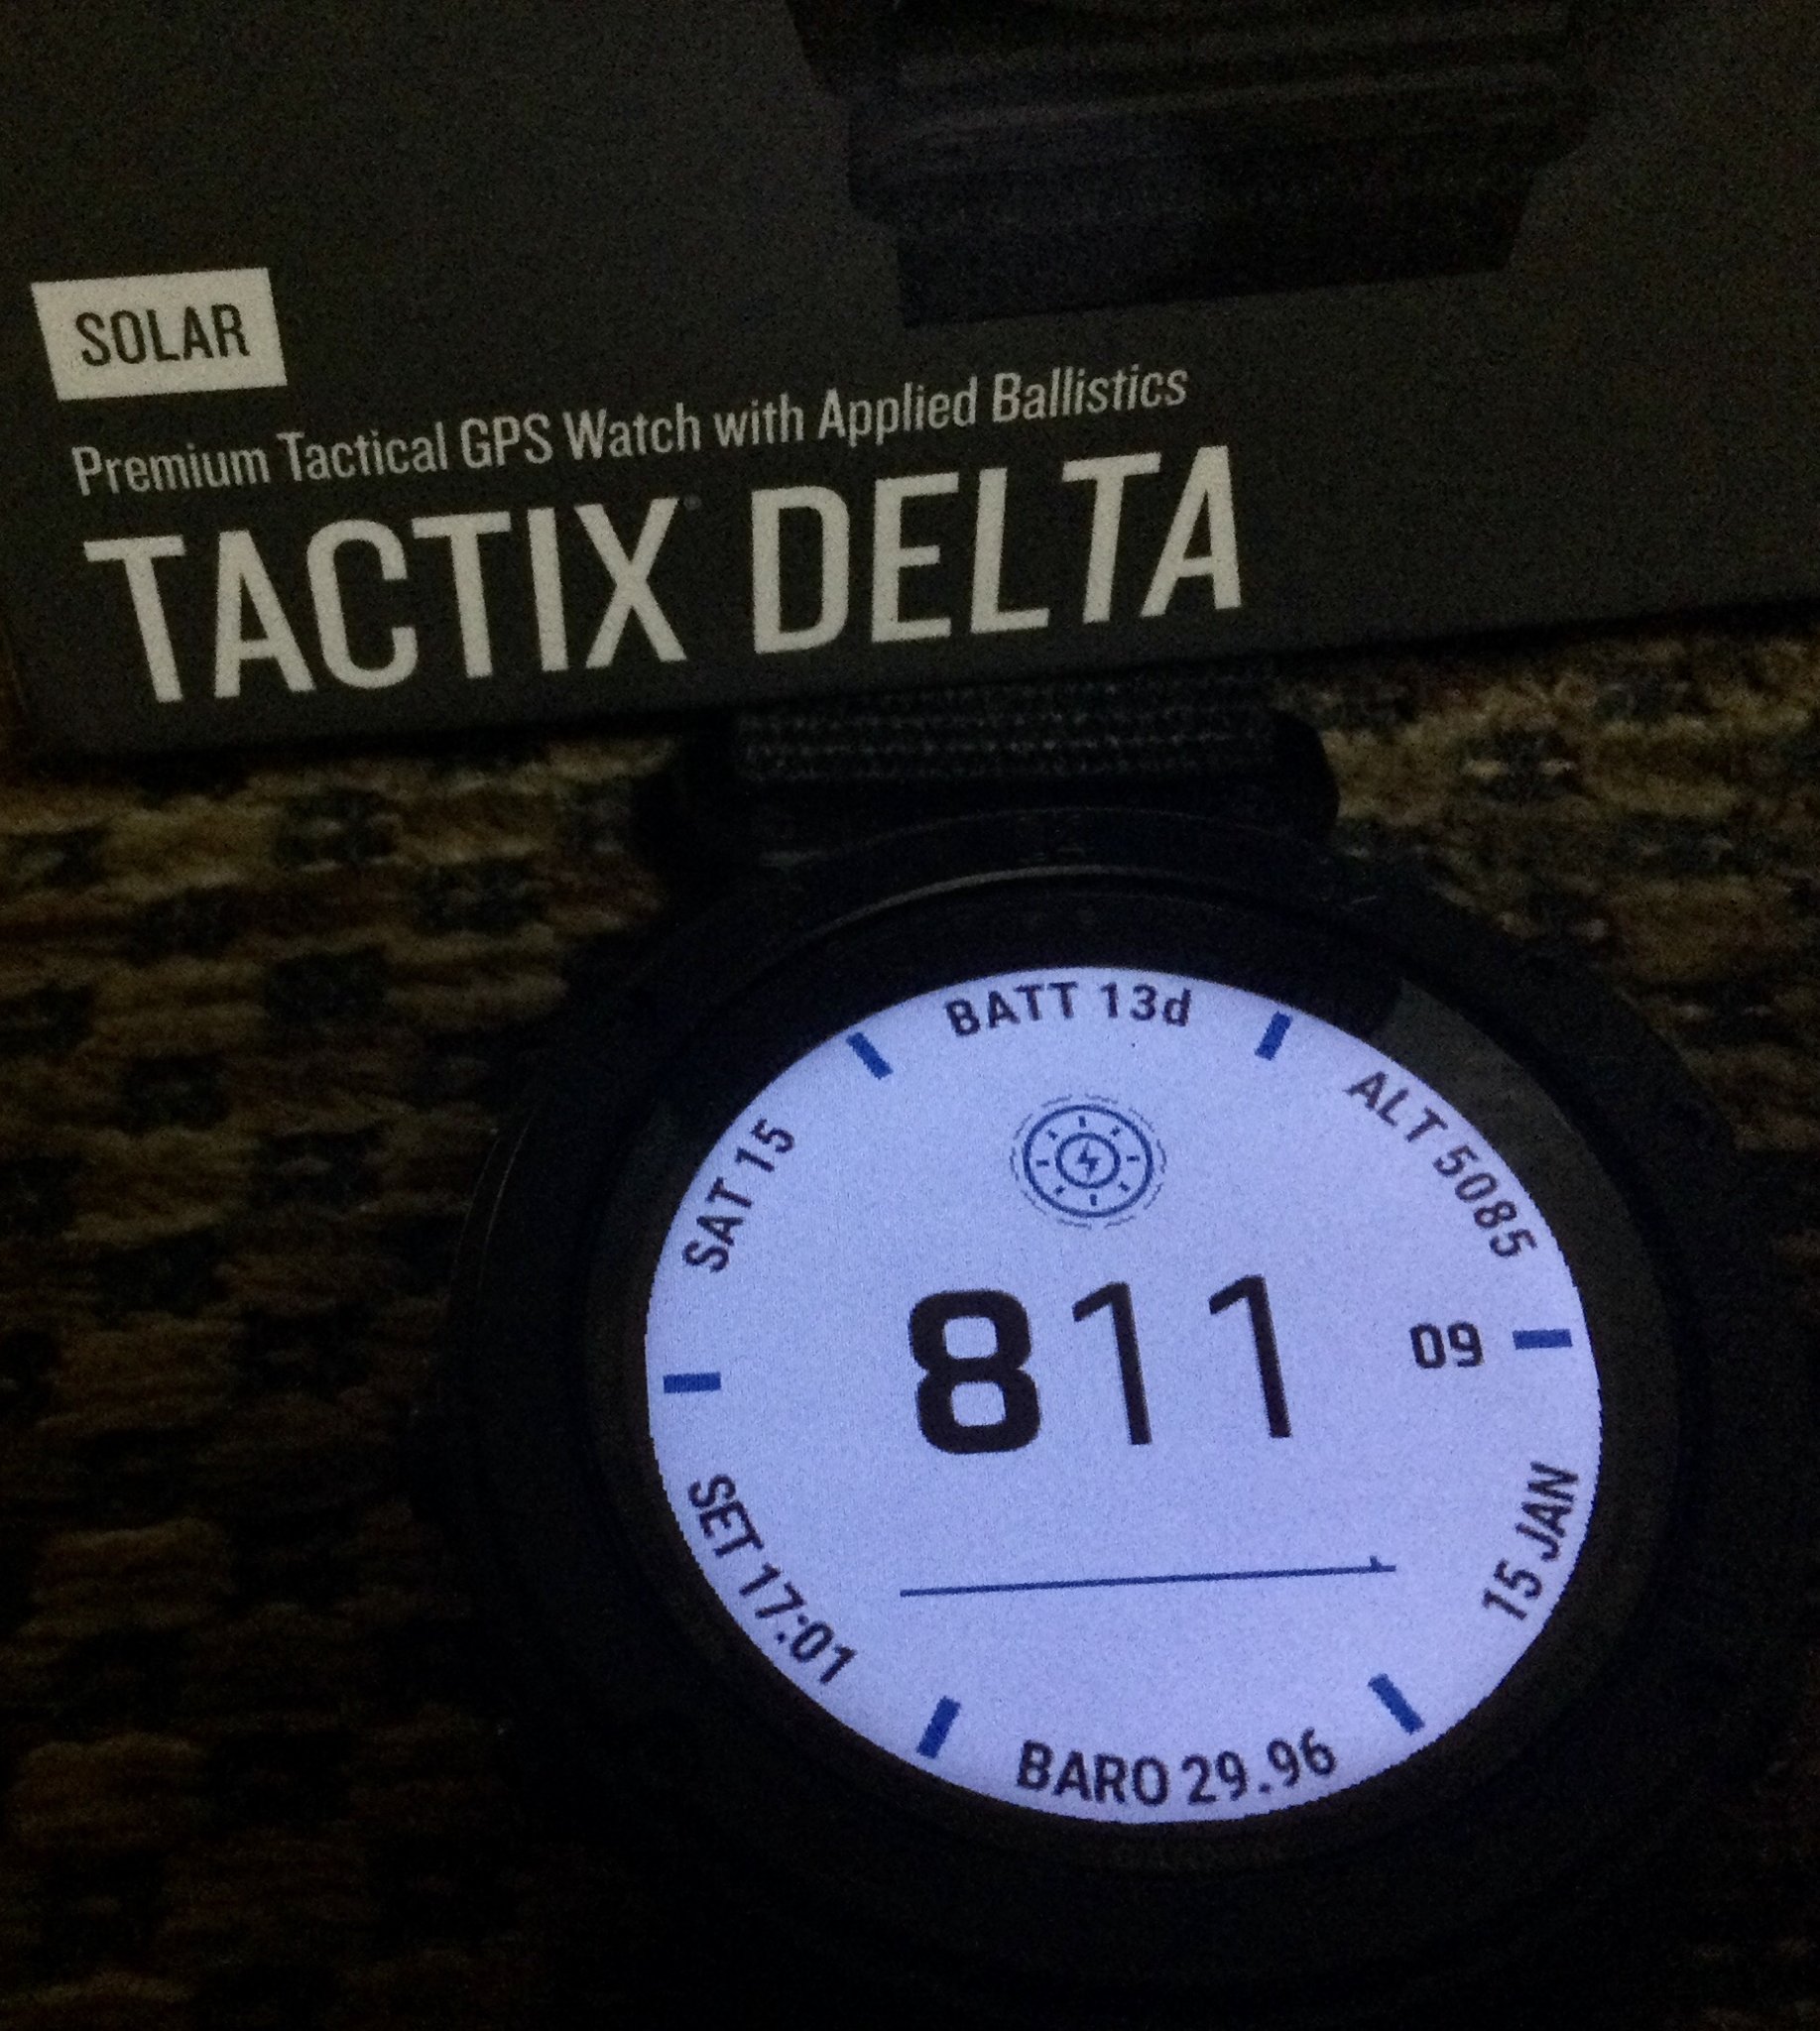 SOLAR
Premium Tactical GPS Watch with Applied Ballistics
TACTIX® DELTA
BATT 13d
SAT 15
ALT 5085
811
09
SET 17:01
15 JAN
BARO 29.96